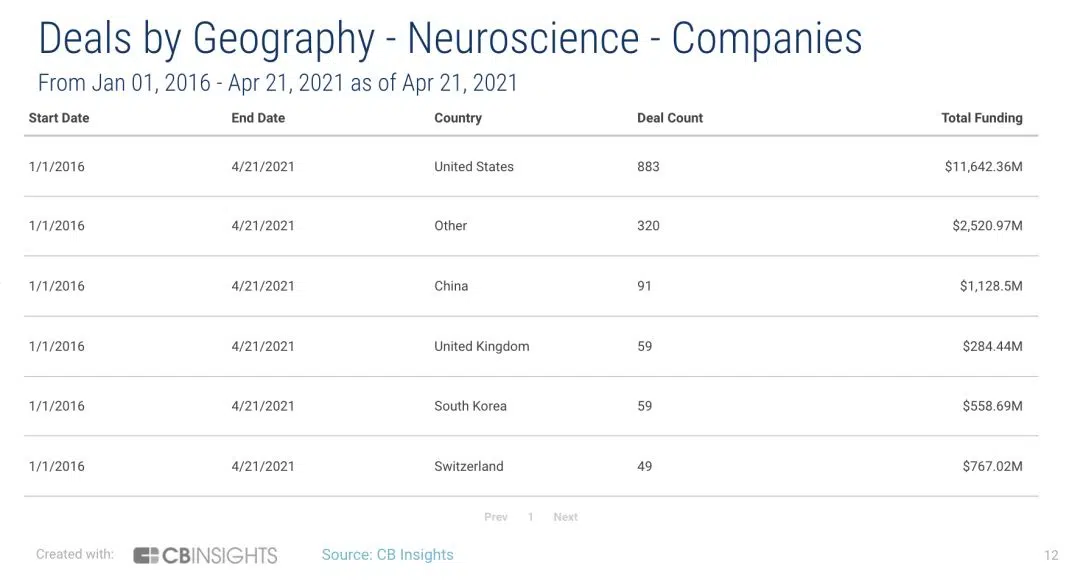 Deals by Geography - Neuroscience - Companies
From Jan 01, 2016 - Apr 21, 2021 as of Apr 21, 2021
Start Date End Date Country Deal Count Total Funding
1/1/2016 4/21/2021 United States 883 $11,642.36M
1/1/2016 4/21/2021 Other 320 $2,520.97M
1/1/2016 4/21/2021 China 91 $1,128.5M
1/1/2016 4/21/2021 United Kingdom 59 $284.44M
1/1/2016 4/21/2021 South Korea 59 $558.69M
1/1/2016 4/21/2021 Switzerland 49 $767.02M
Prev 1 Next
Created with: CBINSIGHTS Source: CB Insights 12